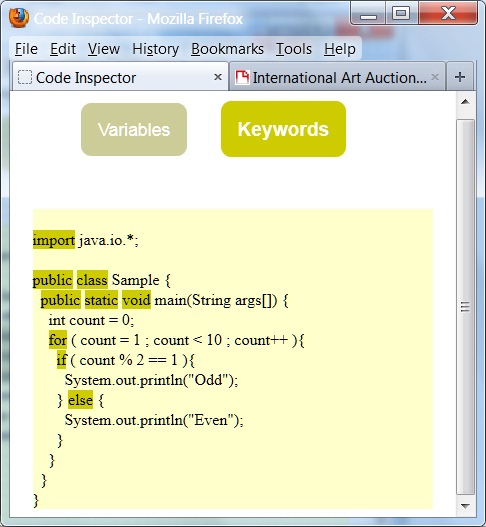 Code Inspector - Mozilla Firefox
File Edit View History Bookmarks Tools Help
Code Inspector × International Art Auction... × +
Variables Keywords
import java.io.*;
public class Sample {
public static void main(String args[]) {
int count = 0;
for ( count = 1 ; count < 10 ; count++ ){
if ( count % 2 == 1 ){
System.out.println("Odd");
} else {
System.out.println("Even");
}
}
}
}